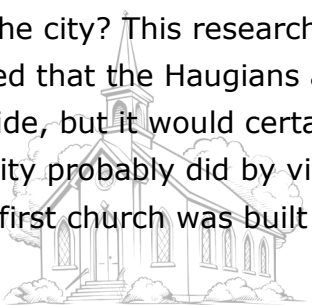 the city? This research
ed that the Haugians a
ide, but it would certa
ity probably did by vi
first church was built